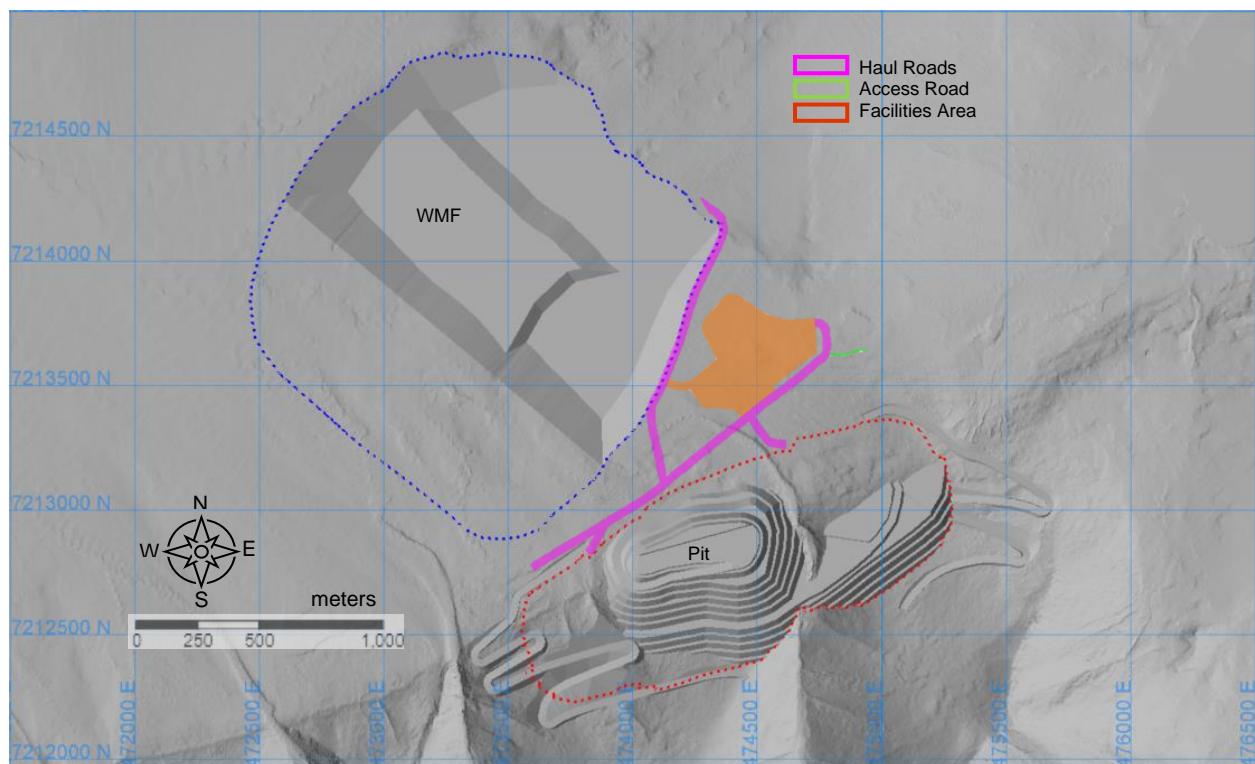 Haul Roads
Access Road
Facilities Area
7214500 N
WMF
7214000 N
7213500 N
7213000 N
N
W E
S
Pit
meters
0 250 500 1,000
7212500 N
7212000 N
472000 E
472500 E
474000 E
474500 E
475500 E
476000 E
476500 E